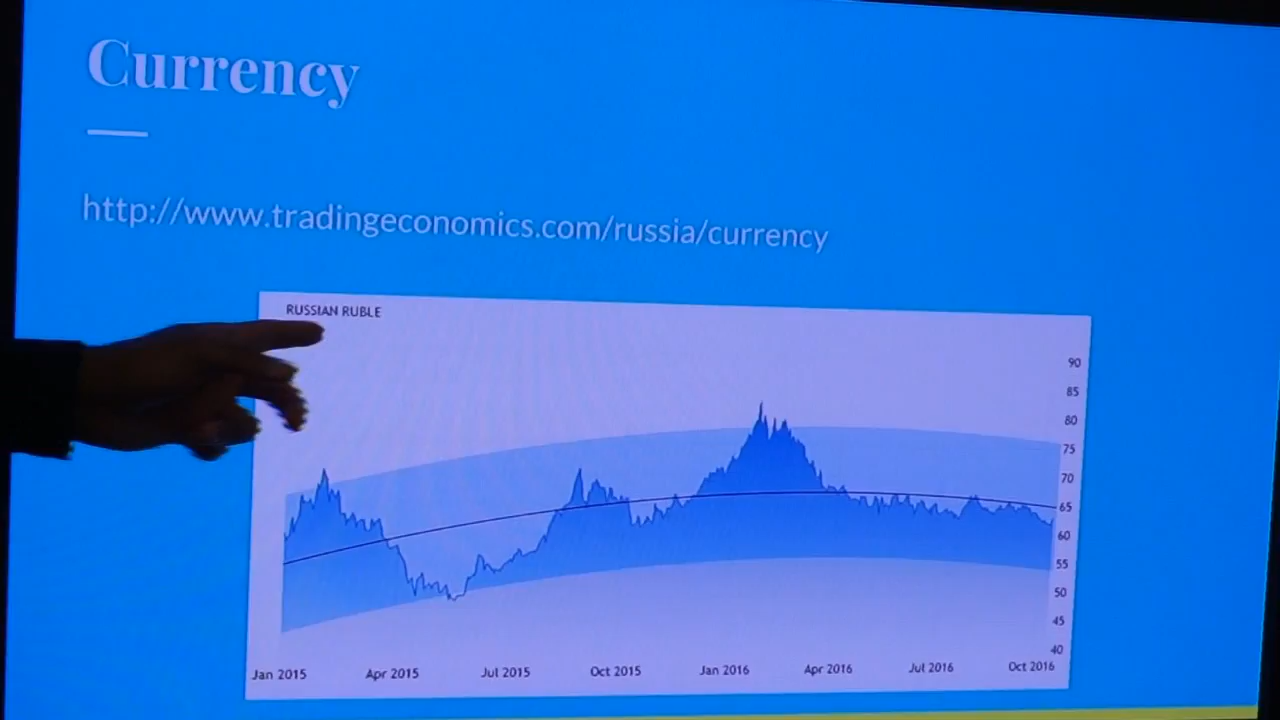 Currency
http://www.tradingeconomics.com/russia/currency
RUSSIAN RUBLE
90
85
80
75
70
65
60
55
50
45
40
Jan 2015 Apr 2015 Jul 2015 Oct 2015 Jan 2016 Apr 2016 Jul 2016 Oct 2016